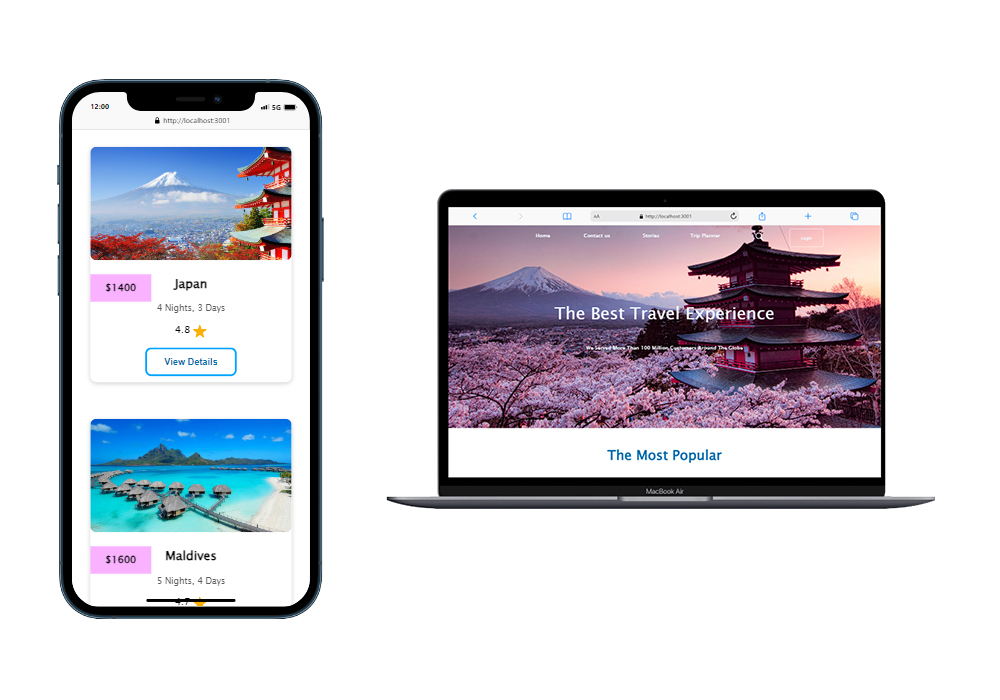 12:00
5G
http://localhost:3001
$1400
Japan
4 Nights, 3 Days
4.8
View Details
$1600
Maldives
5 Nights, 4 Days
4.7
AA
http://localhost:3001
Home
Contact us
Stories
Trip Planner
Login
The Best Travel Experience
We Served More Than 100 Million Customers Around The Globe
The Most Popular
MacBook Air